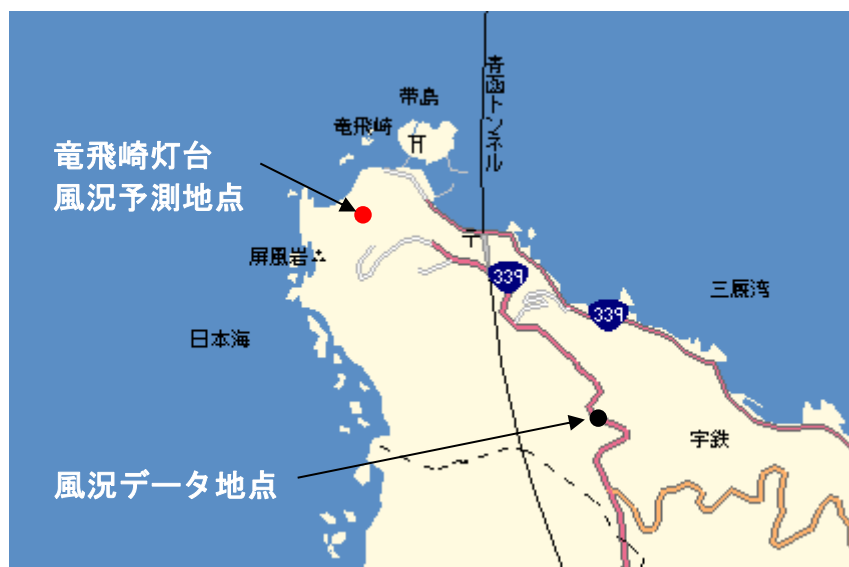 帯島
竜飛崎
青函トンネル
竜飛崎灯台
風況予測地点
屏風岩
339
339
三厩湾
日本海
宇鉄
風況データ地点